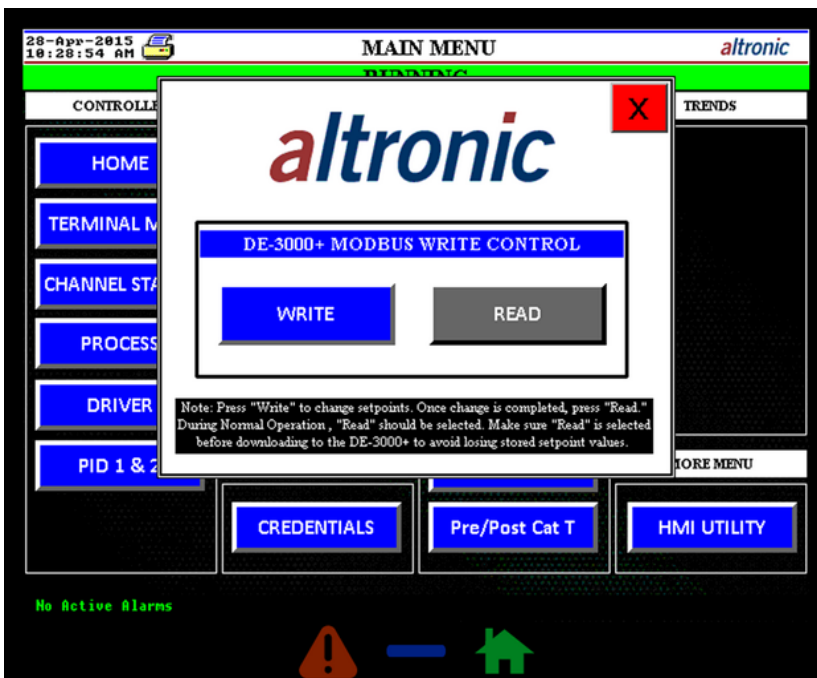 28-Apr-2015
10:28:54 AM
MAIN MENU
altronic
RUNNING
CONTROLLE
TRENDS
X
altronic
HOME
TERMINAL M
CHANNEL STA
PROCESS
DRIVER
PID 1 & 2
DE-3000+ MODBUS WRITE CONTROL
WRITE
READ
Note: Press "Write" to change setpoints. Once change is completed, press "Read."
During Normal Operation , "Read" should be selected. Make sure "Read" is selected
before downloading to the DE-3000+ to avoid losing stored setpoint values.
MORE MENU
CREDENTIALS
Pre/Post Cat T
HMI UTILITY
No Active Alarms